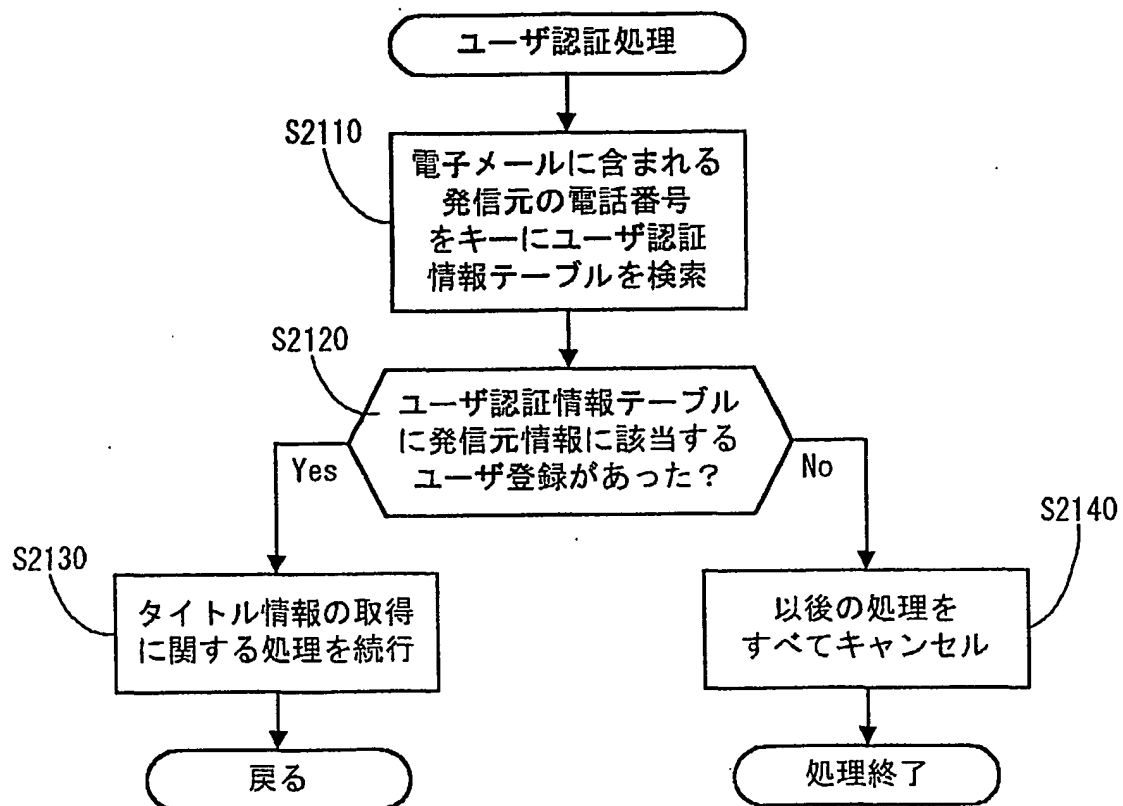 ユーザ認証処理
S2110
電子メールに含まれる
発信元の電話番号
をキーにユーザ認証
情報テーブルを検索
S2120
ユーザ認証情報テーブル
に発信元情報に該当する
ユーザ登録があった？
Yes
No
S2130
タイトル情報の取得
に関する処理を続行
S2140
以後の処理を
すべてキャンセル
戻る
処理終了